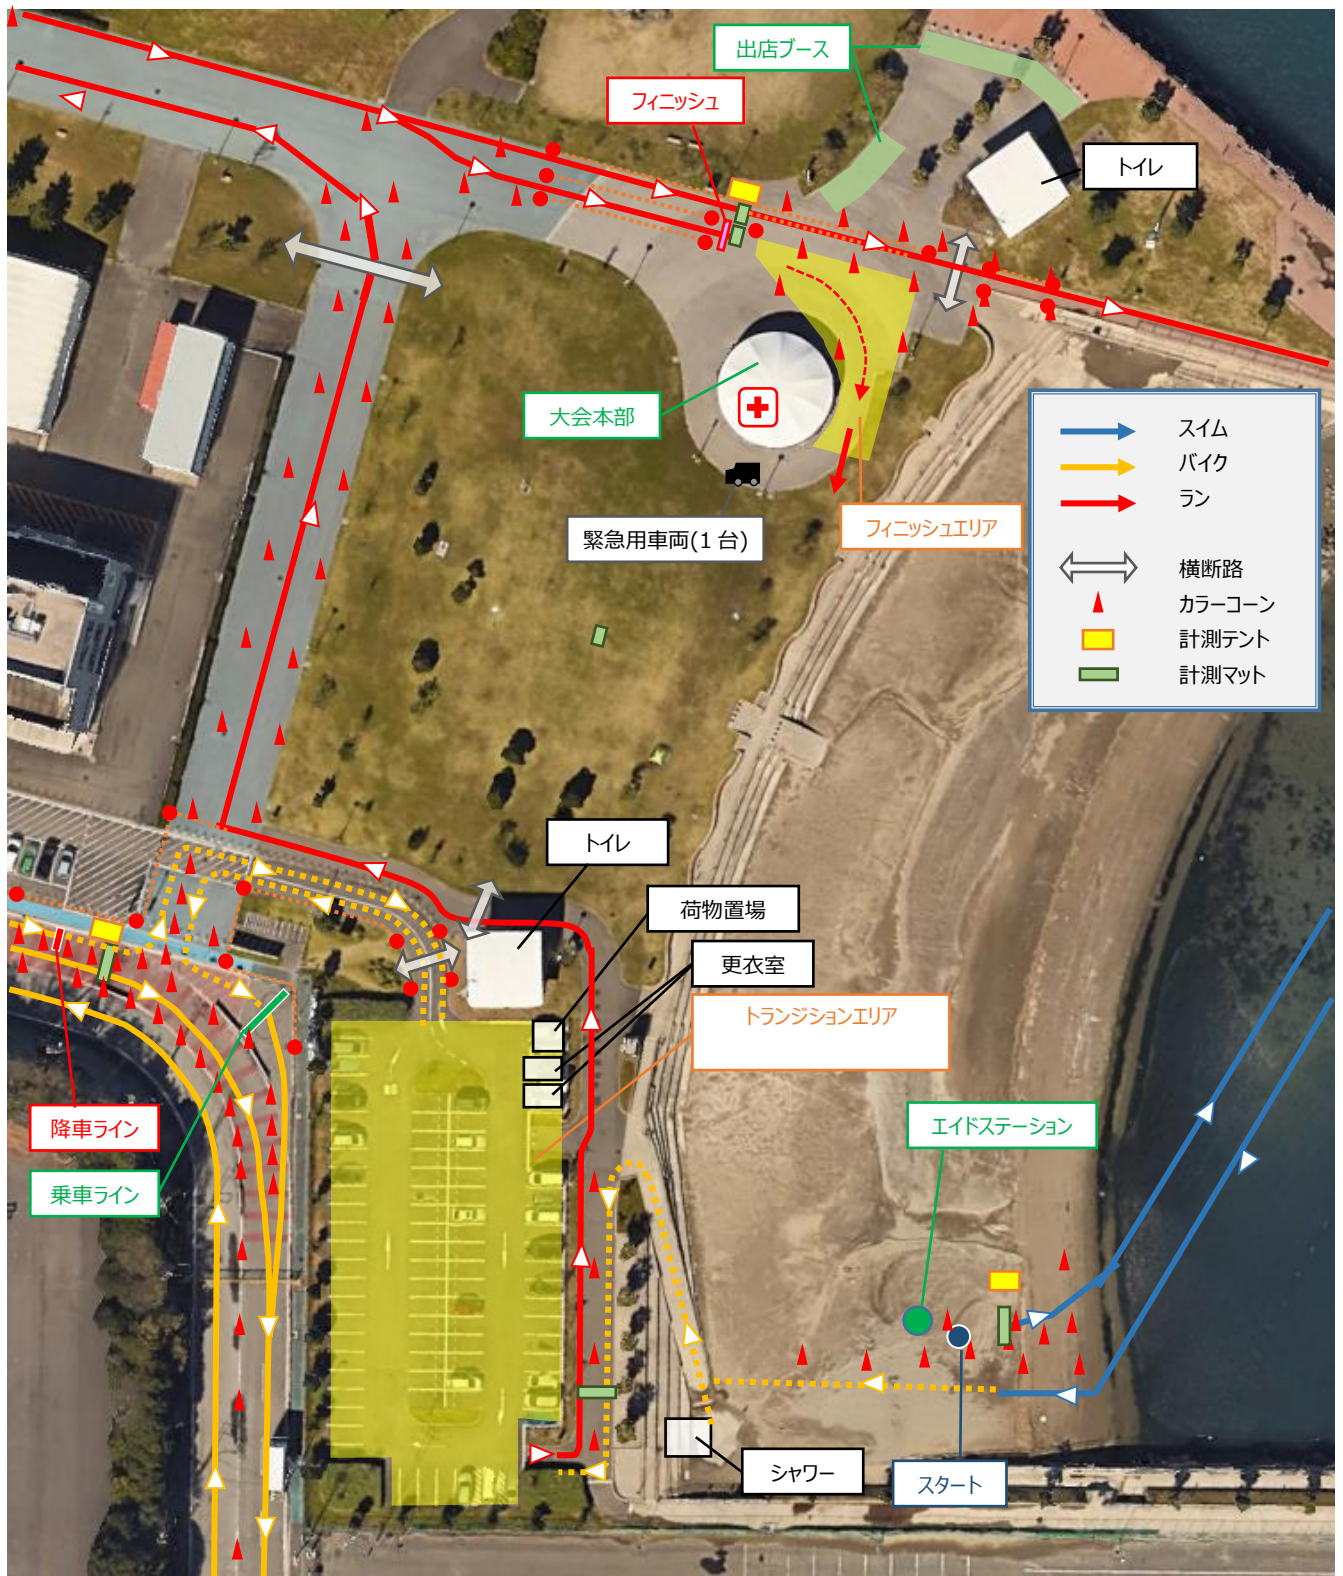 出店ブース
フィニッシュ
トイレ
大会本部
緊急用車両(1台)
フィニッシュエリア
スイム
バイク
ラン
横断路
カラーコーン
計測テント
計測マット
トイレ
荷物置場
更衣室
トランジションエリア
降車ライン
乗車ライン
エイドステーション
シャワー
スタート